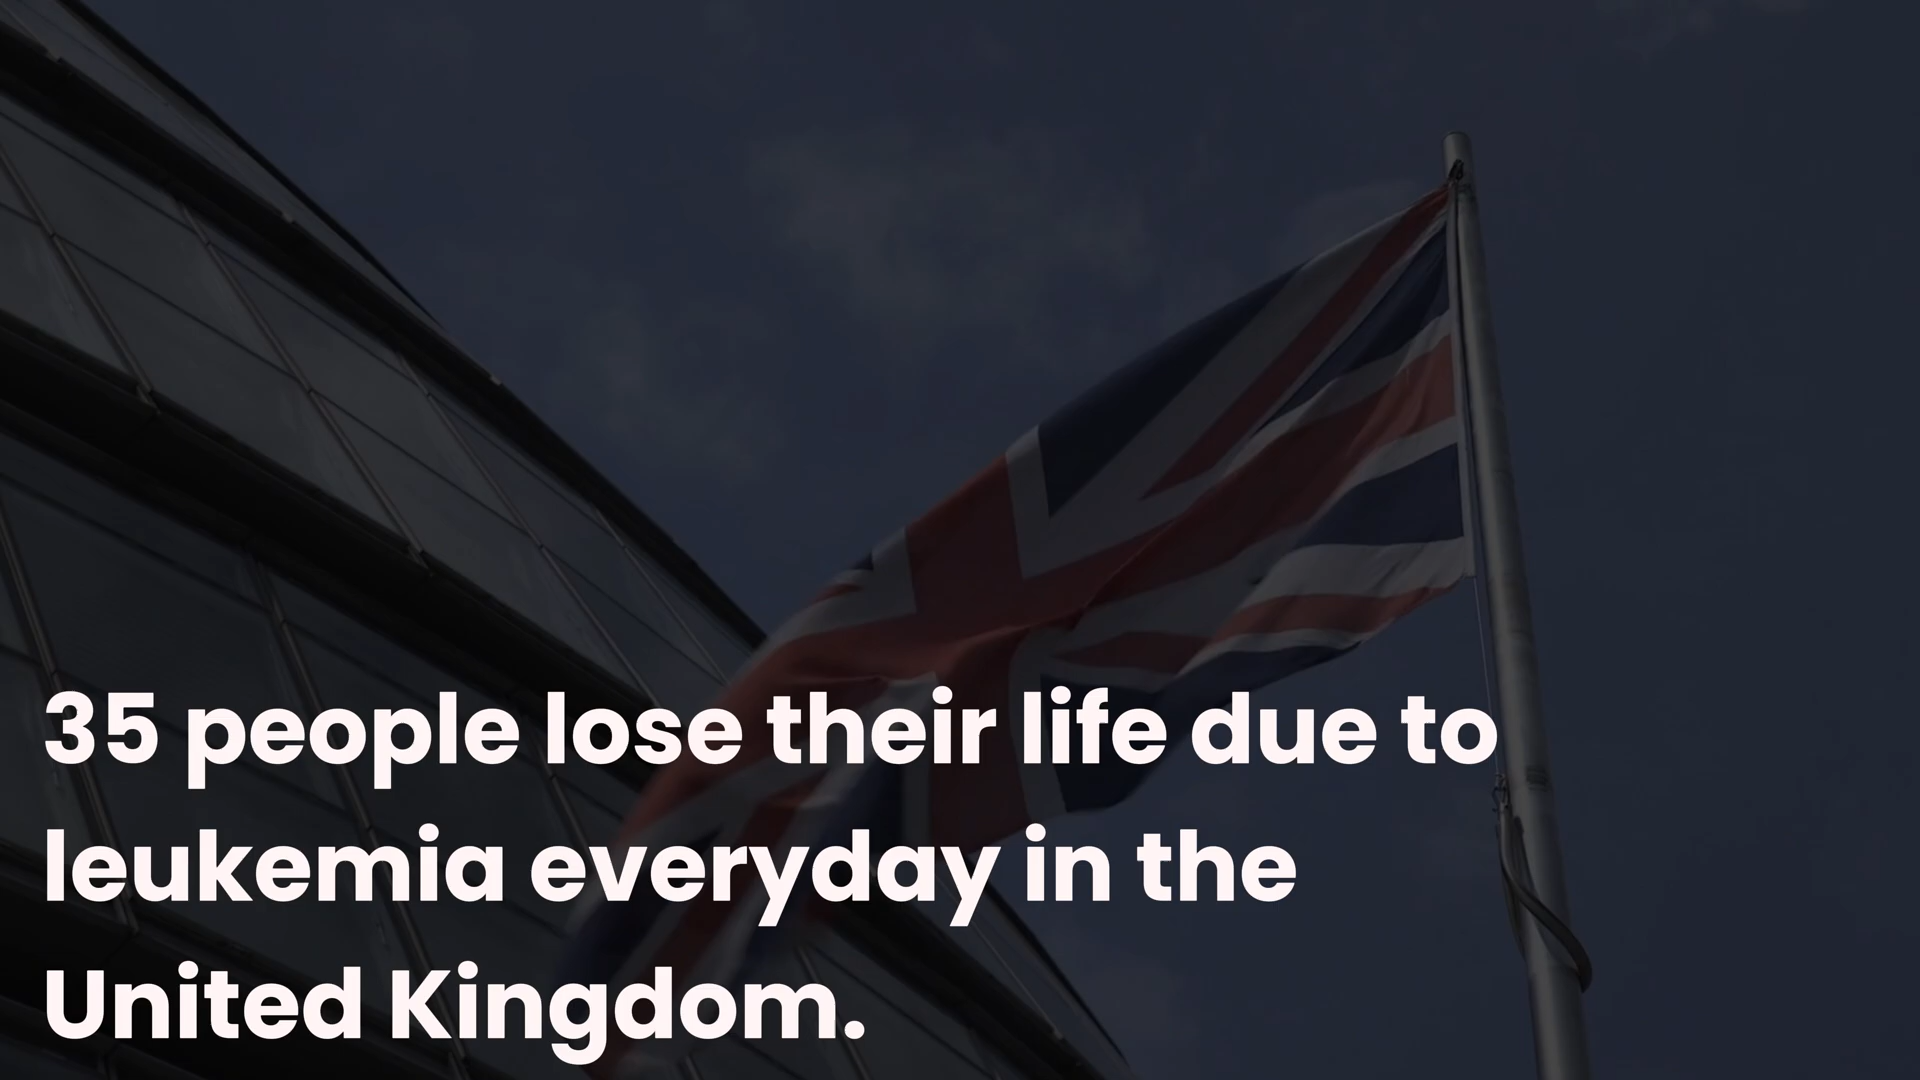 35 people lose their life due to
leukemia everyday in the
United Kingdom.